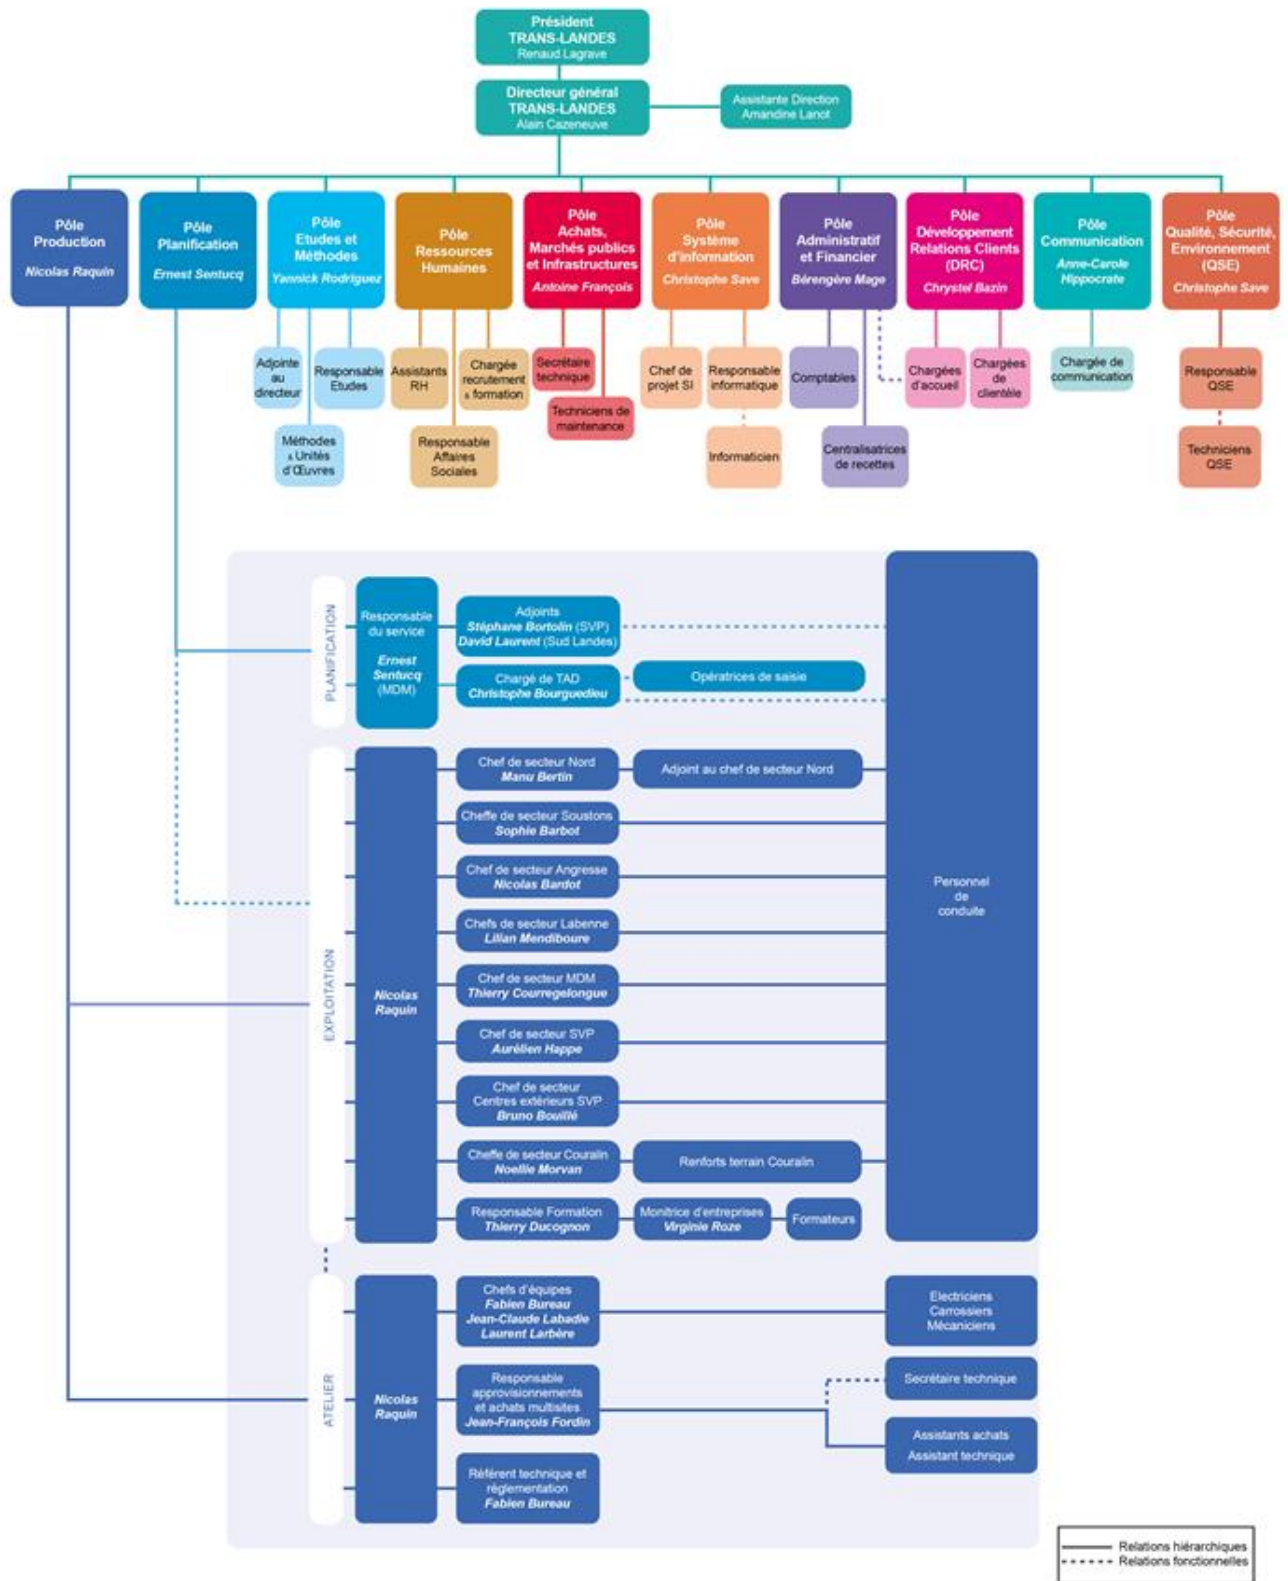 Président
TRANS-LANDES
Renaud Lagrave
Directeur général
TRANS-LANDES
Alain Cazeneuve
Assistante Direction
Amandine Lanot
Pôle
Production
Nicolas Raquin
Pôle
Planification
Ernest Sentucq
Pôle
Etudes et
Méthodes
Yannick Rodriguez
Pôle
Ressources
Humaines
Pôle
Achats,
Marchés publics
et Infrastructures
Antoine François
Pôle
Système
d'information
Christophe Save
Pôle
Administratif
et Financier
Bérengère Mage
Pôle
Développement
Relations Clients
(DRC)
Chrystel Bazin
Pôle
Communication
Anne-Carole
Hippocrate
Pôle
Qualité, Sécurité,
Environnement
(QSE)
Christophe Save
Adjointe
au
directeur
Responsable
Etudes
Méthodes
& Unités
d'Œuvres
Assistants
RH
Chargée
recrutement
& formation
Responsable
Affaires
Sociales
Secrétaire
technique
Techniciens de
maintenance
Chef de
projet SI
Responsable
informatique
Informaticien
Comptables
Centralisatrices
de recettes
Chargées
d'accueil
Chargées
de
clientèle
Chargée de
communication
Responsable
QSE
Techniciens
QSE
PLANIFICATION
Responsable
du service
Ernest
Sentucq
(MDM)
Adjoints
Stéphane Bortolin (SVP)
David Laurent (Sud Landes)
Chargé de TAD
Christophe Bourguedieu
Opératrices de saisie
EXPLOITATION
Nicolas
Raquin
Chef de secteur Nord
Manu Bertin
Adjoint au chef de secteur Nord
Cheffe de secteur Soustons
Sophie Barbot
Chef de secteur Angresse
Nicolas Bardot
Chefs de secteur Labenne
Lilian Mendiboure
Chef de secteur MDM
Thierry Courregelongue
Chef de secteur SVP
Aurélien Happe
Chef de secteur
Centres extérieurs SVP
Bruno Bouillé
Cheffe de secteur Couralin
Noellie Morvan
Renforts terrain Couralin
Responsable Formation
Thierry Ducognon
Monitrice d'entreprises
Virginie Roze
Formateurs
Personnel
de
conduite
ATELIER
Nicolas
Raquin
Chefs d'équipes
Fabien Bureau
Jean-Claude Labadie
Laurent Larbère
Electriciens
Carrossiers
Mécaniciens
Responsable
approvisionnements
et achats multisites
Jean-François Fordin
Secrétaire technique
Assistants achats
Assistant technique
Référent technique et
réglementation
Fabien Bureau
Relations hiérarchiques
Relations fonctionnelles